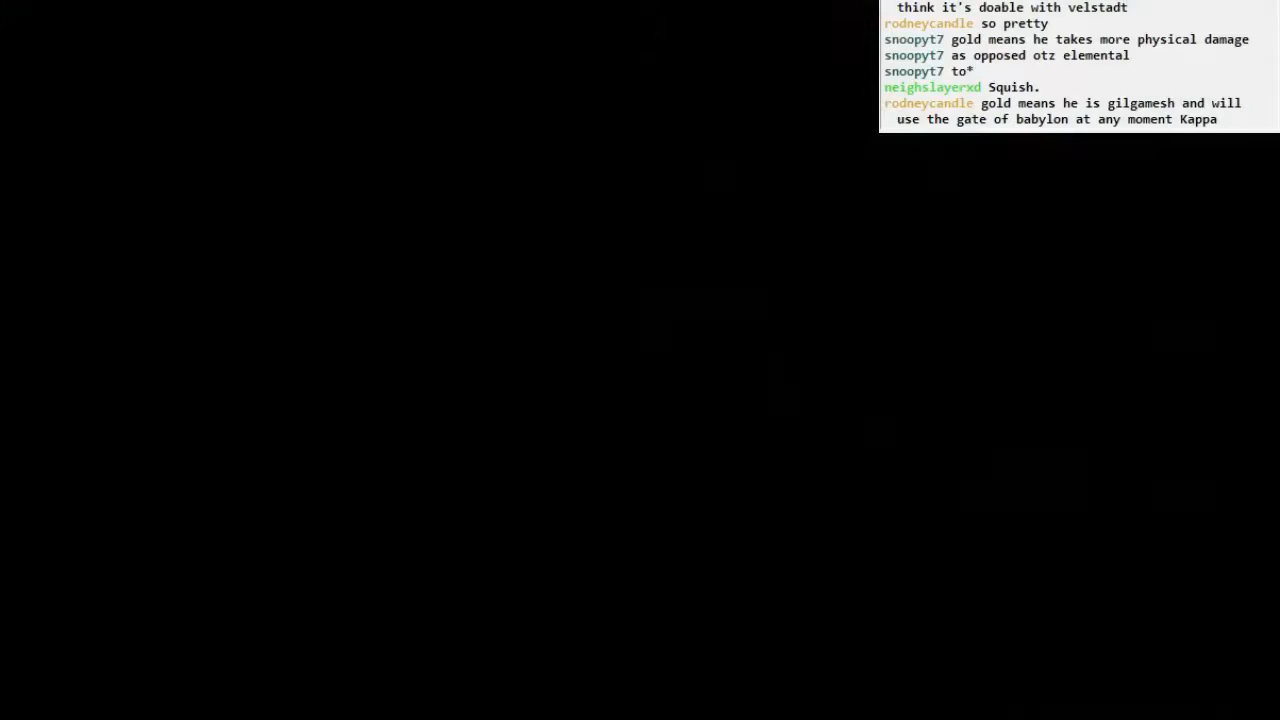 think it's doable with velstadt
rodneycandle so pretty
snoopyt7 gold means he takes more physical damage
snoopyt7 as opposed otz elemental
snoopyt7 to*
neighslayerxd Squish.
rodneycandle gold means he is gilgamesh and will
use the gate of babylon at any moment Kappa